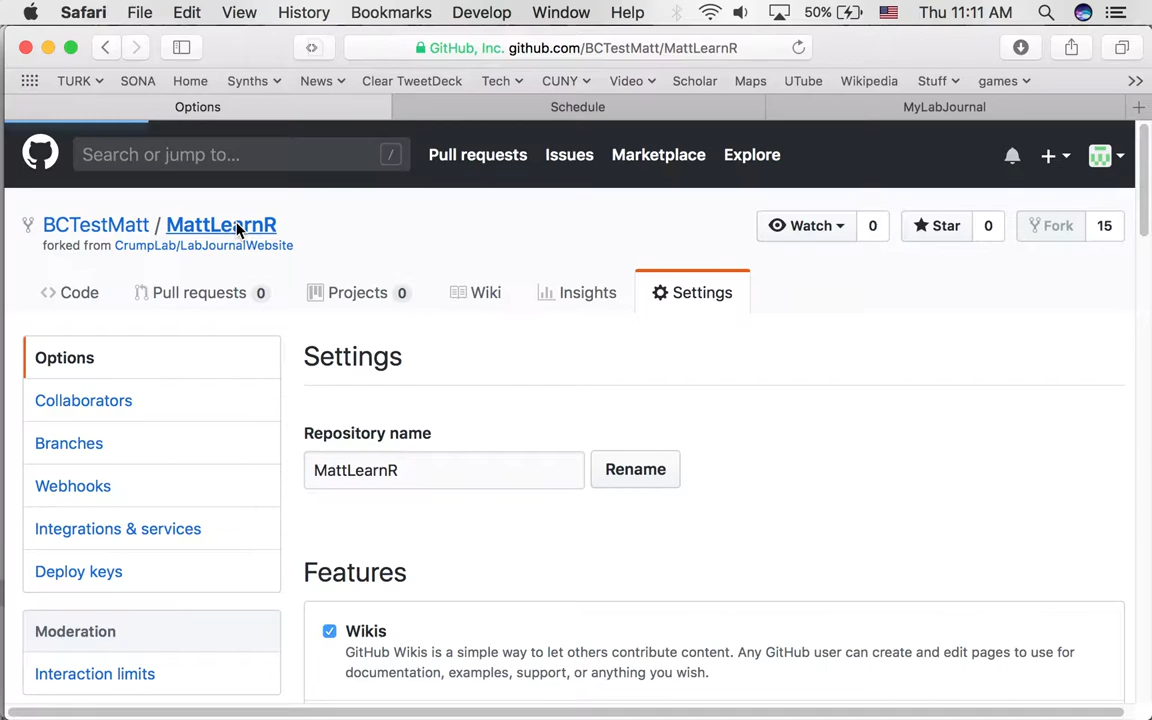 Safari File Edit View History Bookmarks Develop Window Help 50% Thu 11:11 AM
GitHub, Inc. github.com/BCTestMatt/MattLearnR
TURK SONA Home Synths News Clear TweetDeck Tech CUNY Video Scholar Maps UTube Wikipedia Stuff games
Options Schedule MyLabJournal
Search or jump to... / Pull requests Issues Marketplace Explore
BCTestMatt / MattLearnR Watch 0 Star 0 Fork 15
forked from CrumpLab/LabJournalWebsite
Code Pull requests 0 Projects 0 Wiki Insights Settings
Options
Collaborators
Branches
Webhooks
Integrations & services
Deploy keys
Moderation
Interaction limits
Settings
Repository name
MattLearnR Rename
Features
Wikis
GitHub Wikis is a simple way to let others contribute content. Any GitHub user can create and edit pages to use for
documentation, examples, support, or anything you wish.